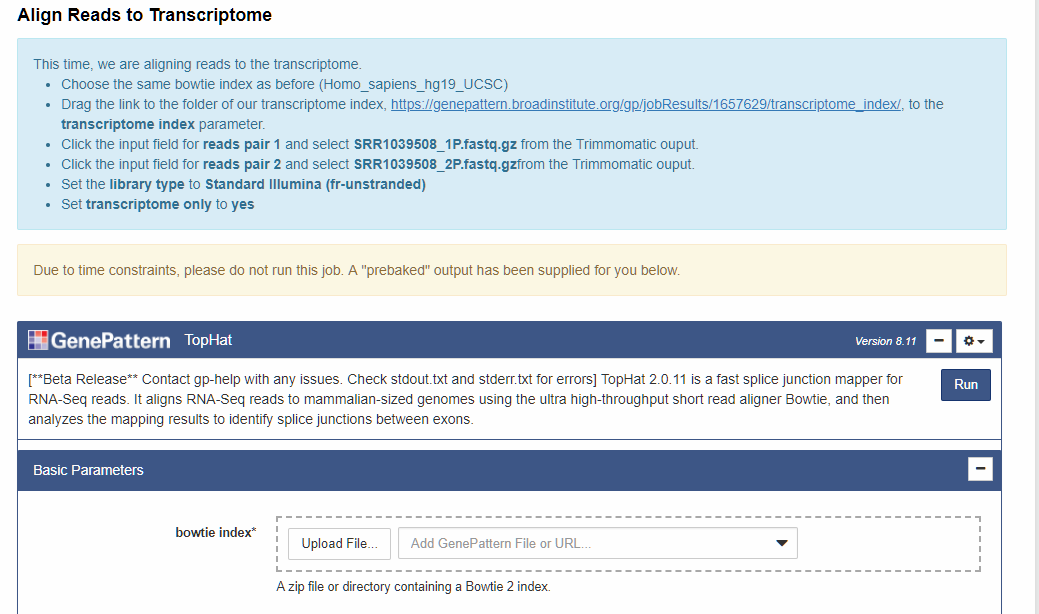 Align Reads to Transcriptome
This time, we are aligning reads to the transcriptome.
Choose the same bowtie index as before (Homo_sapiens_hg19_UCSC)
Drag the link to the folder of our transcriptome index, https://genepattern.broadinstitute.org/gp/jobResults/1657629/transcriptome_index/, to the
transcriptome index parameter.
Click the input field for reads pair 1 and select SRR1039508_1P.fastq.gz from the Trimmomatic ouput.
Click the input field for reads pair 2 and select SRR1039508_2P.fastq.gzfrom the Trimmomatic ouput.
Set the library type to Standard Illumina (fr-unstranded)
Set transcriptome only to yes
Due to time constraints, please do not run this job. A "prebaked" output has been supplied for you below.
GenePattern TopHat Version 8.11
[**Beta Release** Contact gp-help with any issues. Check stdout.txt and stderr.txt for errors] TopHat 2.0.11 is a fast splice junction mapper for
RNA-Seq reads. It aligns RNA-Seq reads to mammalian-sized genomes using the ultra high-throughput short read aligner Bowtie, and then
analyzes the mapping results to identify splice junctions between exons.
Run
Basic Parameters
bowtie index*
Upload File... Add GenePattern File or URL...
A zip file or directory containing a Bowtie 2 index.